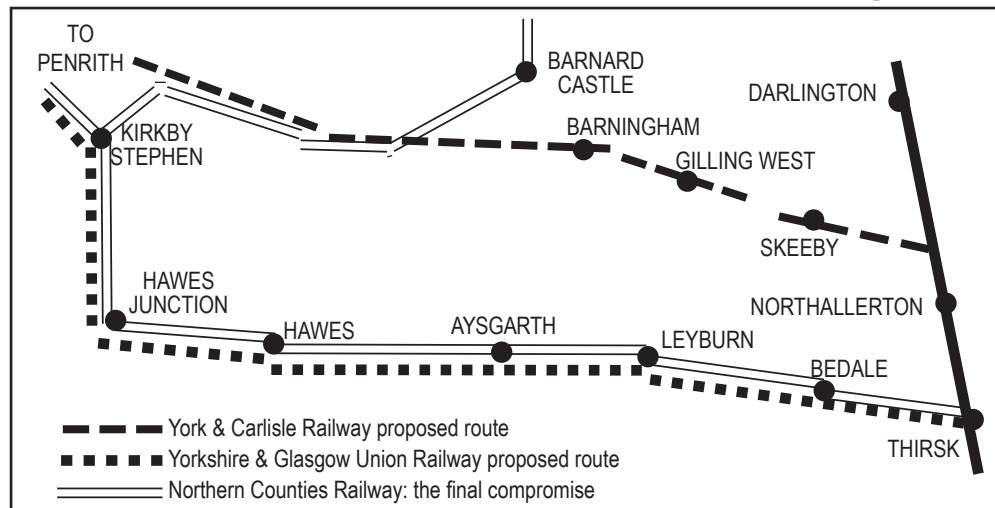 TO
PENRITH
BARNARD
CASTLE
DARLINGTON
KIRKBY
STEPHEN
BARNINGHAM
GILLING WEST
SKEEBY
HAWES
JUNCTION
NORTHALLERTON
HAWES
AYSGARTH
LEYBURN
BEDALE
THIRSK
York & Carlisle Railway proposed route
Yorkshire & Glasgow Union Railway proposed route
Northern Counties Railway: the final compromise